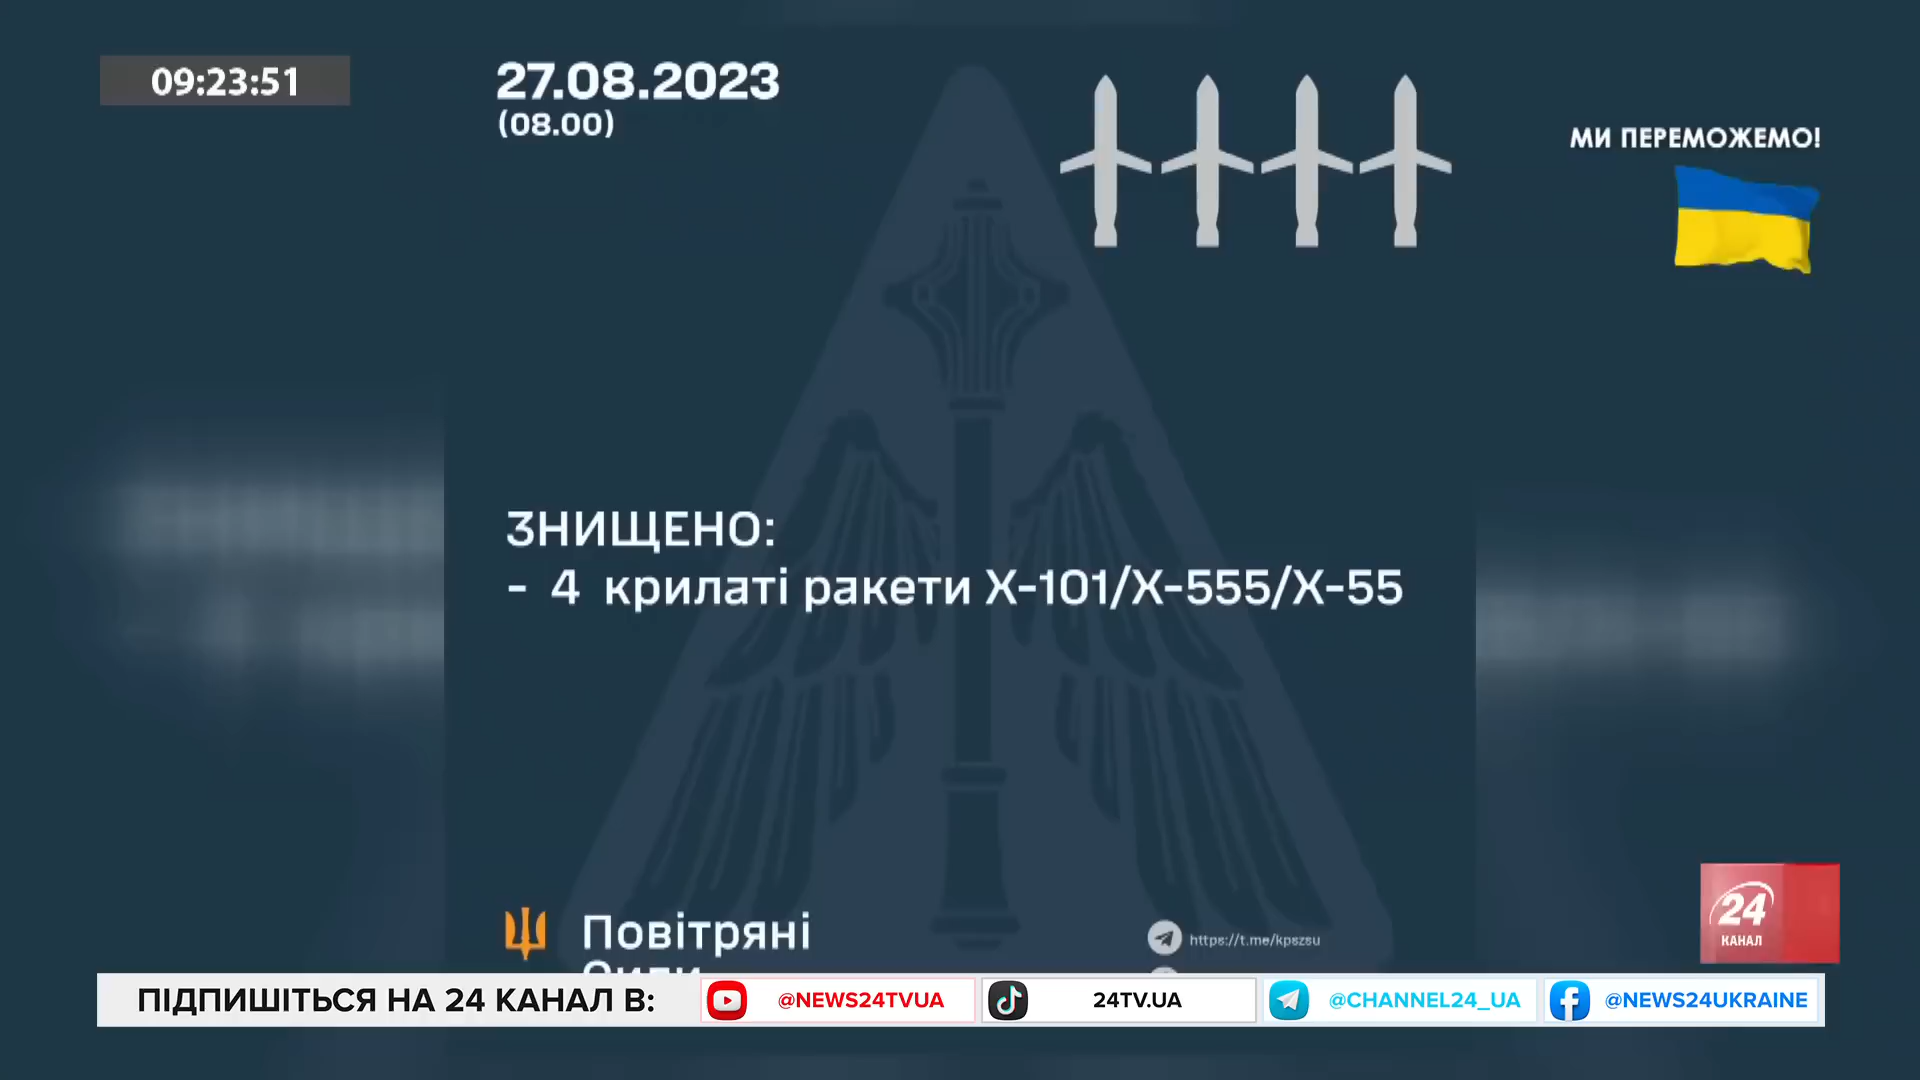 09:23:51
27.08.2023
(08.00)
МИ ПЕРЕМОЖЕМО!
ЗНИЩЕНО:
- 4 крилаті ракети Х-101/Х-555/Х-55
Повітряні
https://t.me/kpszsu
24
КАНАЛ
ПІДПИШІТЬСЯ НА 24 КАНАЛ В:
@NEWS24TVUA
24TV.UA
@CHANNEL24_UA
@NEWS24UKRAINE